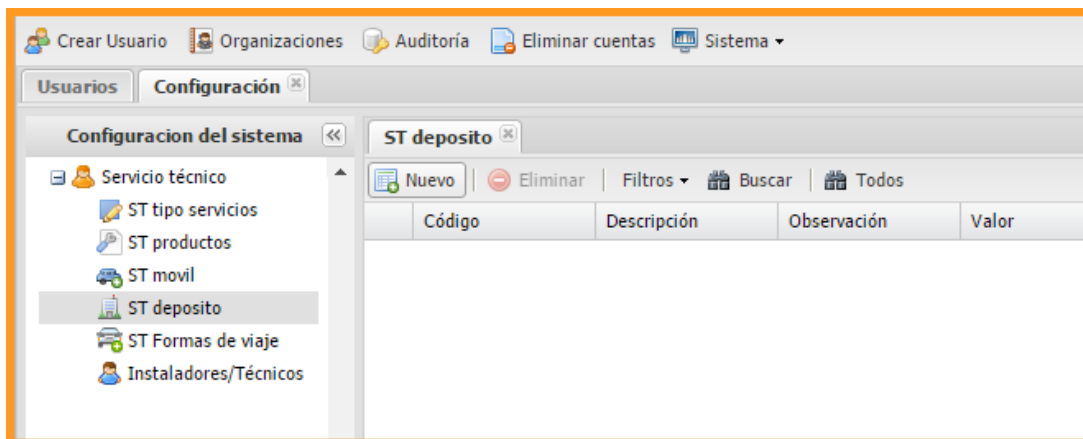 Crear Usuario Organizaciones Auditoría Eliminar cuentas Sistema
Usuarios Configuración
Configuracion del sistema
Servicio técnico
ST tipo servicios
ST productos
ST movil
ST deposito
ST Formas de viaje
Instaladores/Técnicos
ST deposito
Nuevo Eliminar Filtros Buscar Todos
Código Descripción Observación Valor